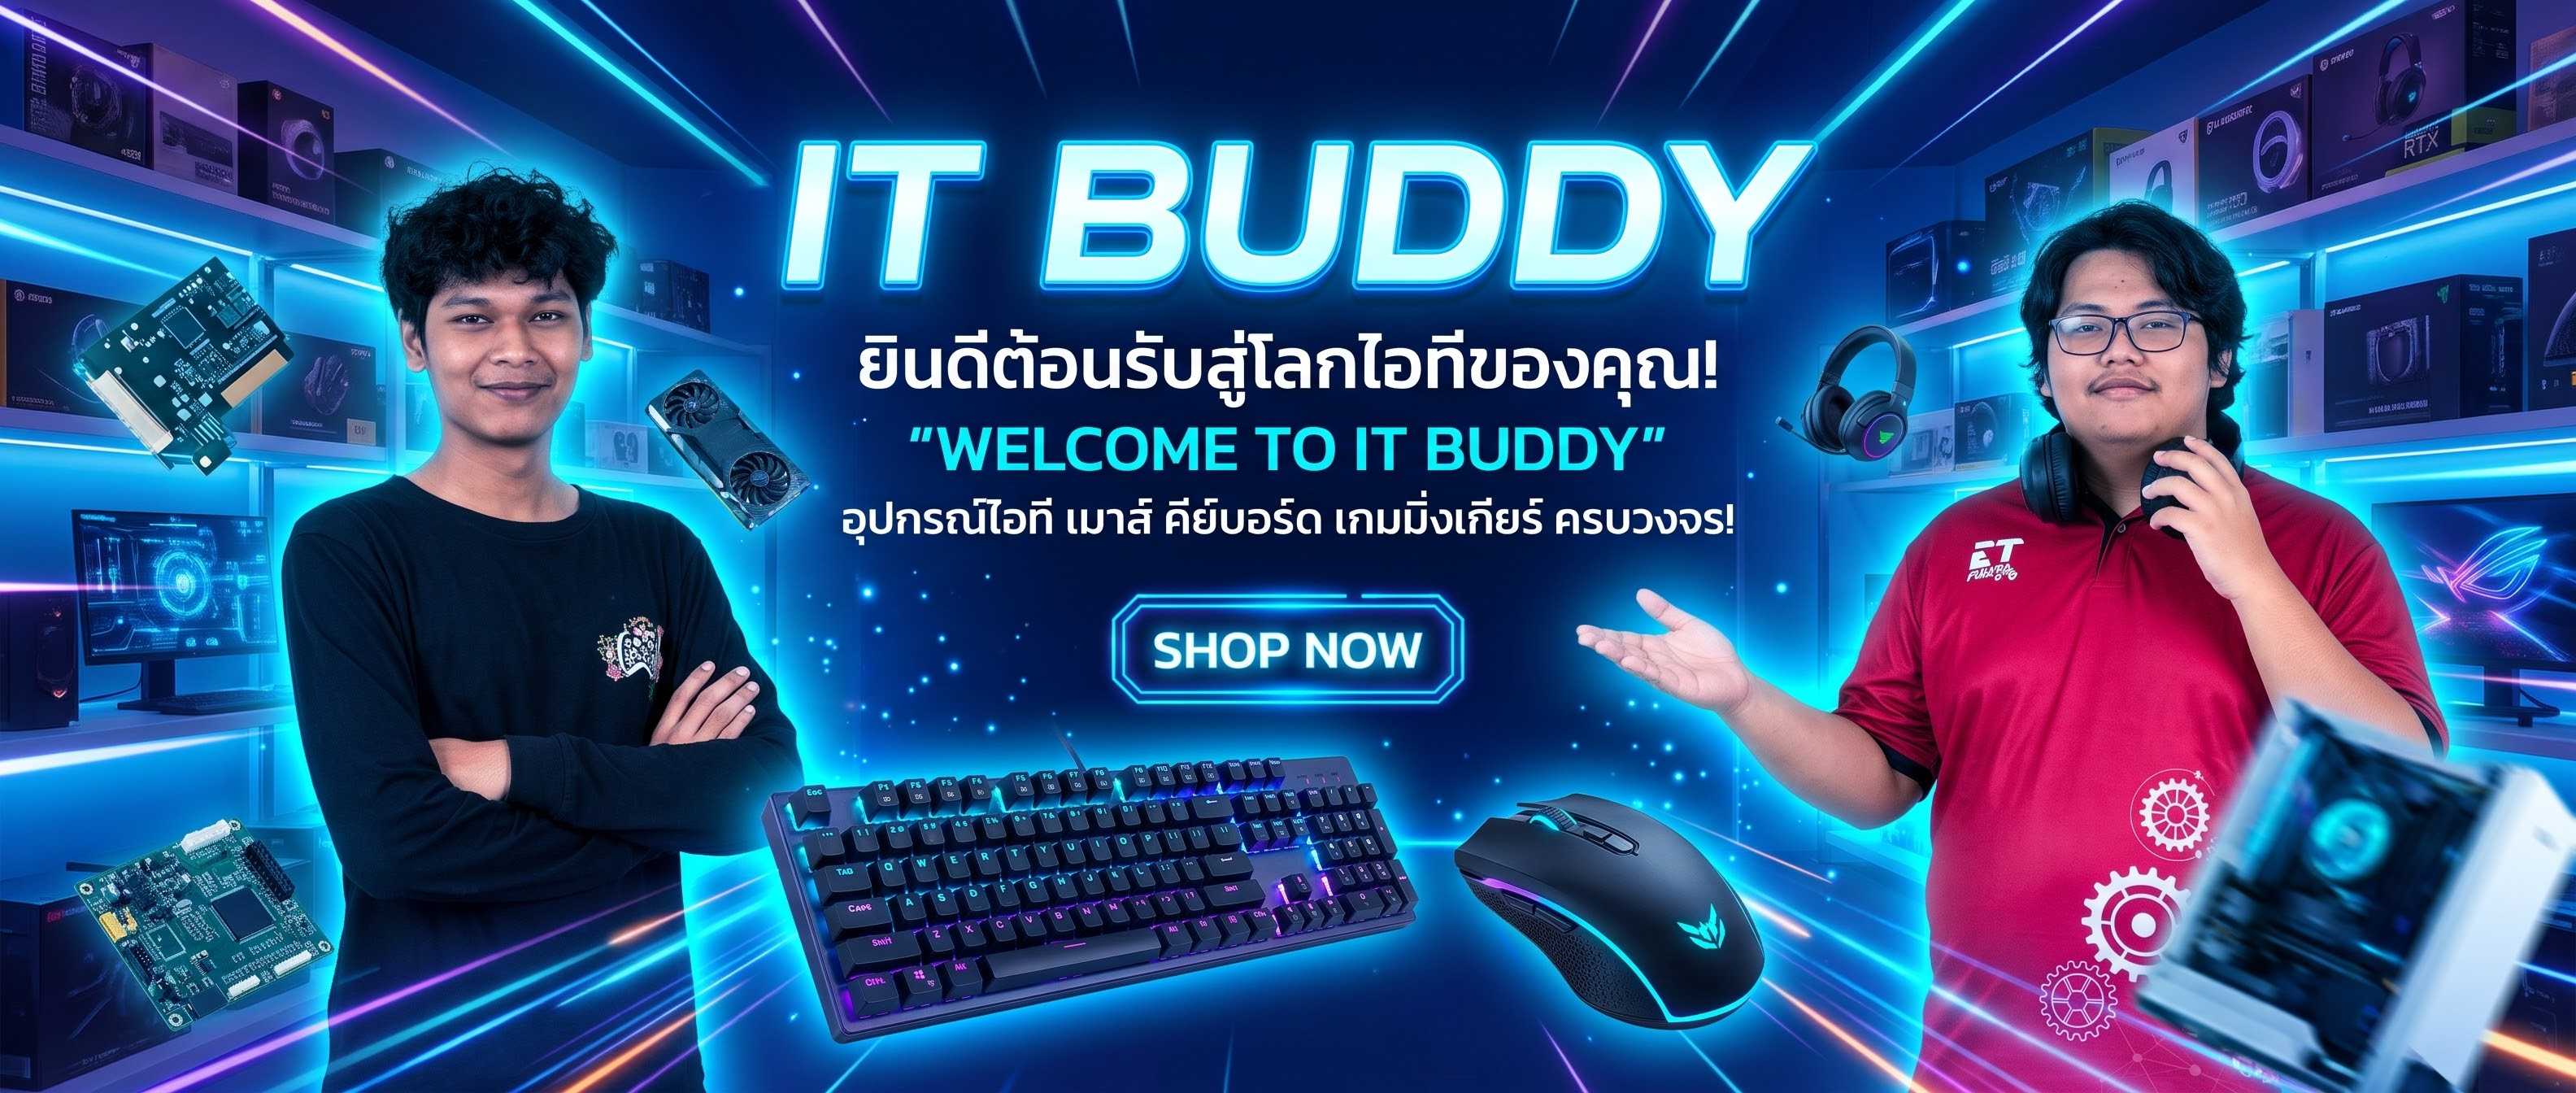 IT BUDDY
ยินดีต้อนรับสู่โลกไอทีของคุณ!
"WELCOME TO IT BUDDY"
อุปกรณ์ไอที เมาส์ คีย์บอร์ด เกมมิ่งเกียร์ ครบวงจร!
SHOP NOW
RTX
ET